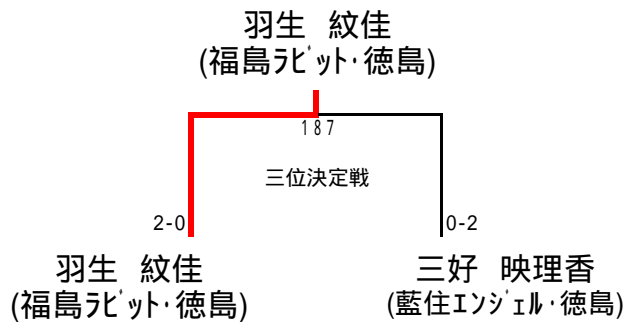 羽生 紋佳
(福島ﾗﾋﾞｯﾄ･徳島)
187
三位決定戦
2-0
0-2
羽生 紋佳
(福島ﾗﾋﾞｯﾄ･徳島)
三好 映理香
(藍住ｴﾝｼﾞｪﾙ･徳島)